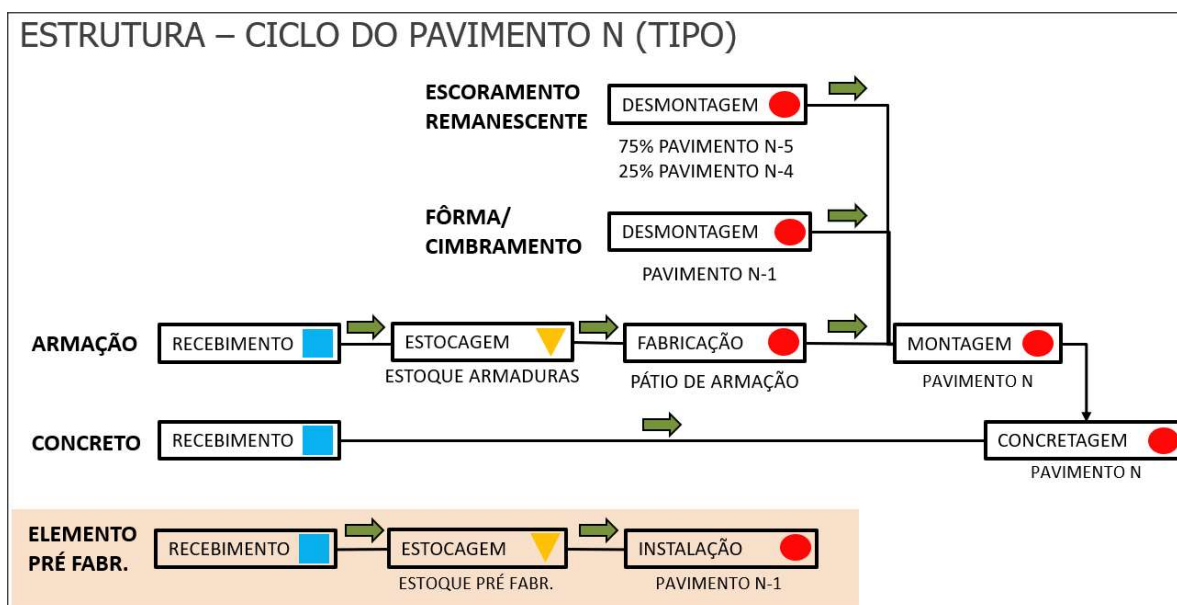 ESTRUTURA – CICLO DO PAVIMENTO N (TIPO)
ESCORAMENTO
REMANESCENTE
DESMONTAGEM
75% PAVIMENTO N-5
25% PAVIMENTO N-4
FÔRMA/
CIMBRAMENTO
DESMONTAGEM
PAVIMENTO N-1
ARMAÇÃO
RECEBIMENTO
ESTOCAGEM
ESTOQUE ARMADURAS
FABRICAÇÃO
PÁTIO DE ARMAÇÃO
MONTAGEM
PAVIMENTO N
CONCRETO
RECEBIMENTO
CONCRETAGEM
PAVIMENTO N
ELEMENTO
PRÉ FABR.
RECEBIMENTO
ESTOCAGEM
ESTOQUE PRÉ FABR.
INSTALAÇÃO
PAVIMENTO N-1